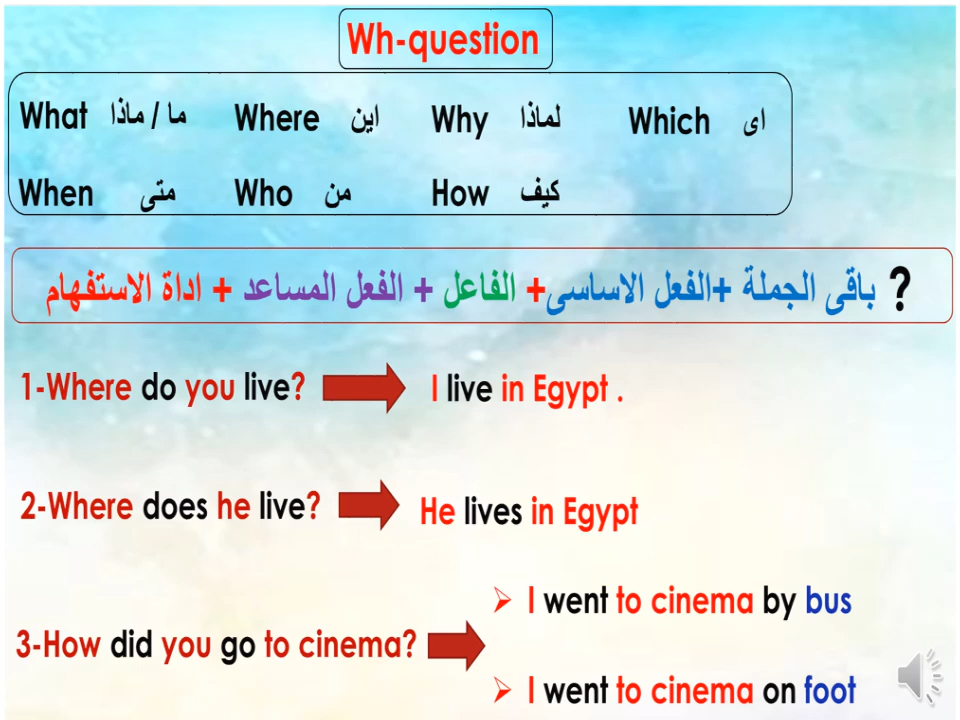 Wh-question
What ما / ماذا Where اين Why لماذا Which اى
When متى Who من How كيف
اداة الاستفهام + الفعل المساعد + الفاعل +الفعل الاساسى+ باقى الجملة ?
1-Where do you live? I live in Egypt .
2-Where does he live? He lives in Egypt
I went to cinema by bus
3-How did you go to cinema?
I went to cinema on foot